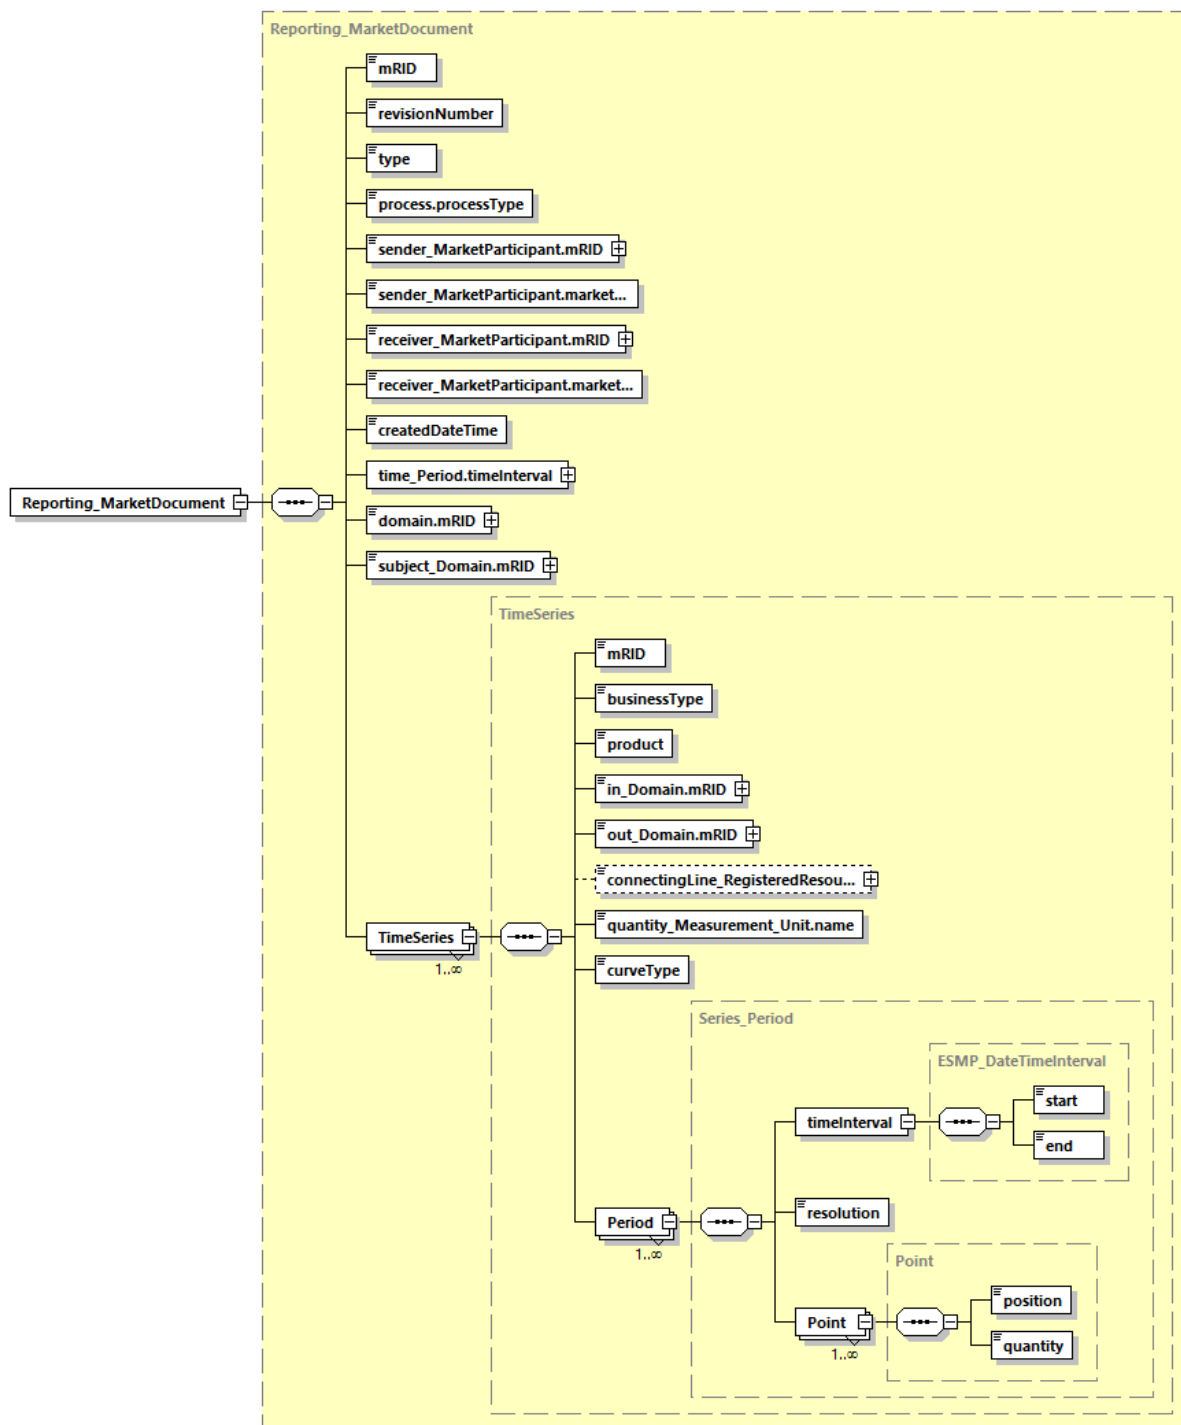 Reporting_MarketDocument
mRID
revisionNumber
type
process.processType
sender_MarketParticipant.mRID
sender_MarketParticipant.market...
receiver_MarketParticipant.mRID
receiver_MarketParticipant.market...
createdDateTime
time_Period.timeInterval
Reporting_MarketDocument
domain.mRID
subject_Domain.mRID
TimeSeries
mRID
businessType
product
in_Domain.mRID
out_Domain.mRID
connectingLine_RegisteredResou...
quantity_Measurement_Unit.name
TimeSeries
1..∞
curveType
Series_Period
ESMP_DateTimeInterval
start
timeInterval
end
resolution
Period
1..∞
Point
position
Point
quantity
1..∞